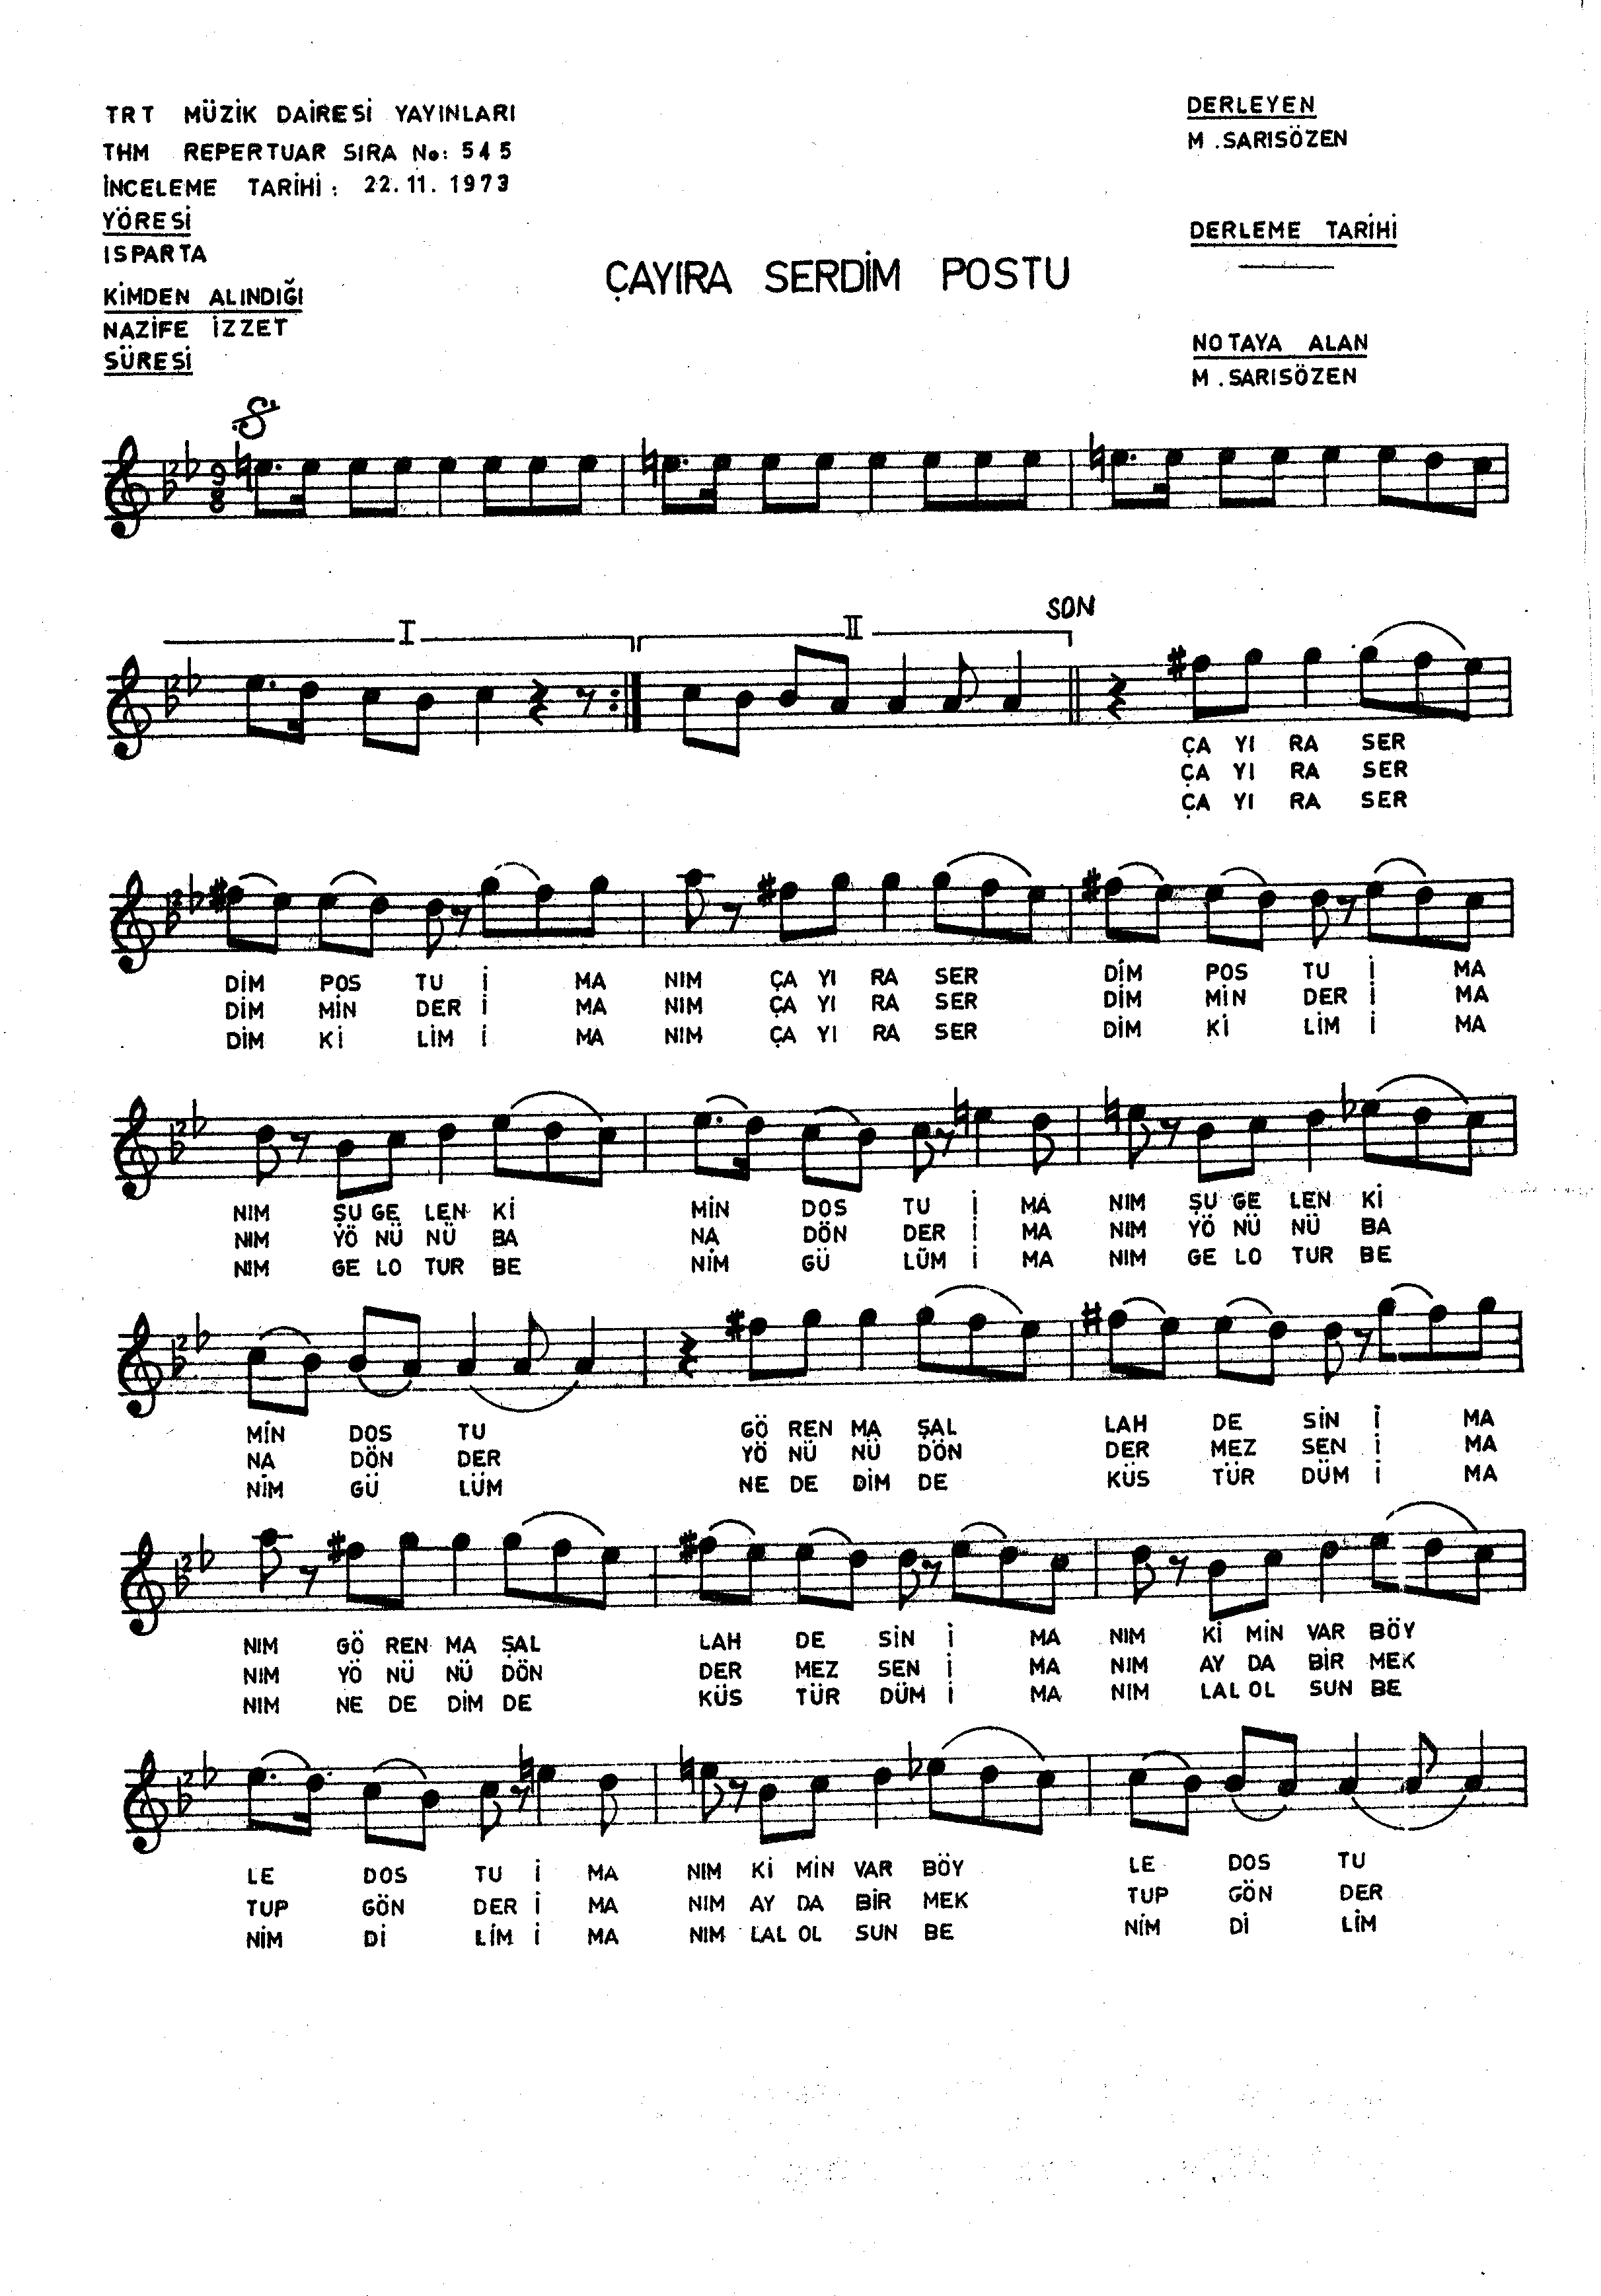 TRT MÜZİK DAİRESİ YAYINLARI
THM REPERTUAR SIRA No: 545
İNCELEME TARİHİ: 22.11.1973
YÖRESİ
ISPARTA
KİMDEN ALINDIĞI
NAZİFE İZZET
SÜRESİ
DERLEYEN
M.SARISÖZEN
DERLEME TARİHİ
NOTAYA ALAN
M.SARISÖZEN
ÇAYIRA SERDİM POSTU
9
8
I II SON
ÇA YI RA SER
ÇA YI RA SER
ÇA YI RA SER
DİM POS TU İ MA NIM ÇA YI RA SER DİM POS TU İ MA
DİM MİN DER İ MA NIM ÇA YI RA SER DİM MİN DER İ MA
DİM Kİ LİM İ MA NIM ÇA YI RA SER DİM Kİ LİM İ MA
NIM ŞU GE LEN Kİ MİN DOS TU İ MA NIM ŞU GE LEN Kİ
NIM YÖ NÜ NÜ BA NA DÖN DER İ MA NIM YÖ NÜ NÜ BA
NIM GE LO TUR BE NİM GÜ LÜM İ MA NIM GE LO TUR BE
MİN DOS TU GÖ REN MA ŞAL LAH DE SİN İ MA
NA DÖN DER YÖ NÜ NÜ DÖN DER MEZ SEN İ MA
NİM GÜ LÜM NE DE DİM DE KÜS TÜR DÜM İ MA
NIM GÖ REN MA ŞAL LAH DE SİN İ MA NIM Kİ MİN VAR BÖY
NIM YÖ NÜ NÜ DÖN DER MEZ SEN İ MA NIM AY DA BİR MEK
NIM NE DE DİM DE KÜS TÜR DÜM İ MA NIM LAL OL SUN BE
LE DOS TU İ MA NIM Kİ MİN VAR BÖY LE DOS TU
TUP GÖN DER İ MA NIM AY DA BİR MEK TUP GÖN DER
NİM Dİ LİM İ MA NIM LAL OL SUN BE NİM Dİ LİM